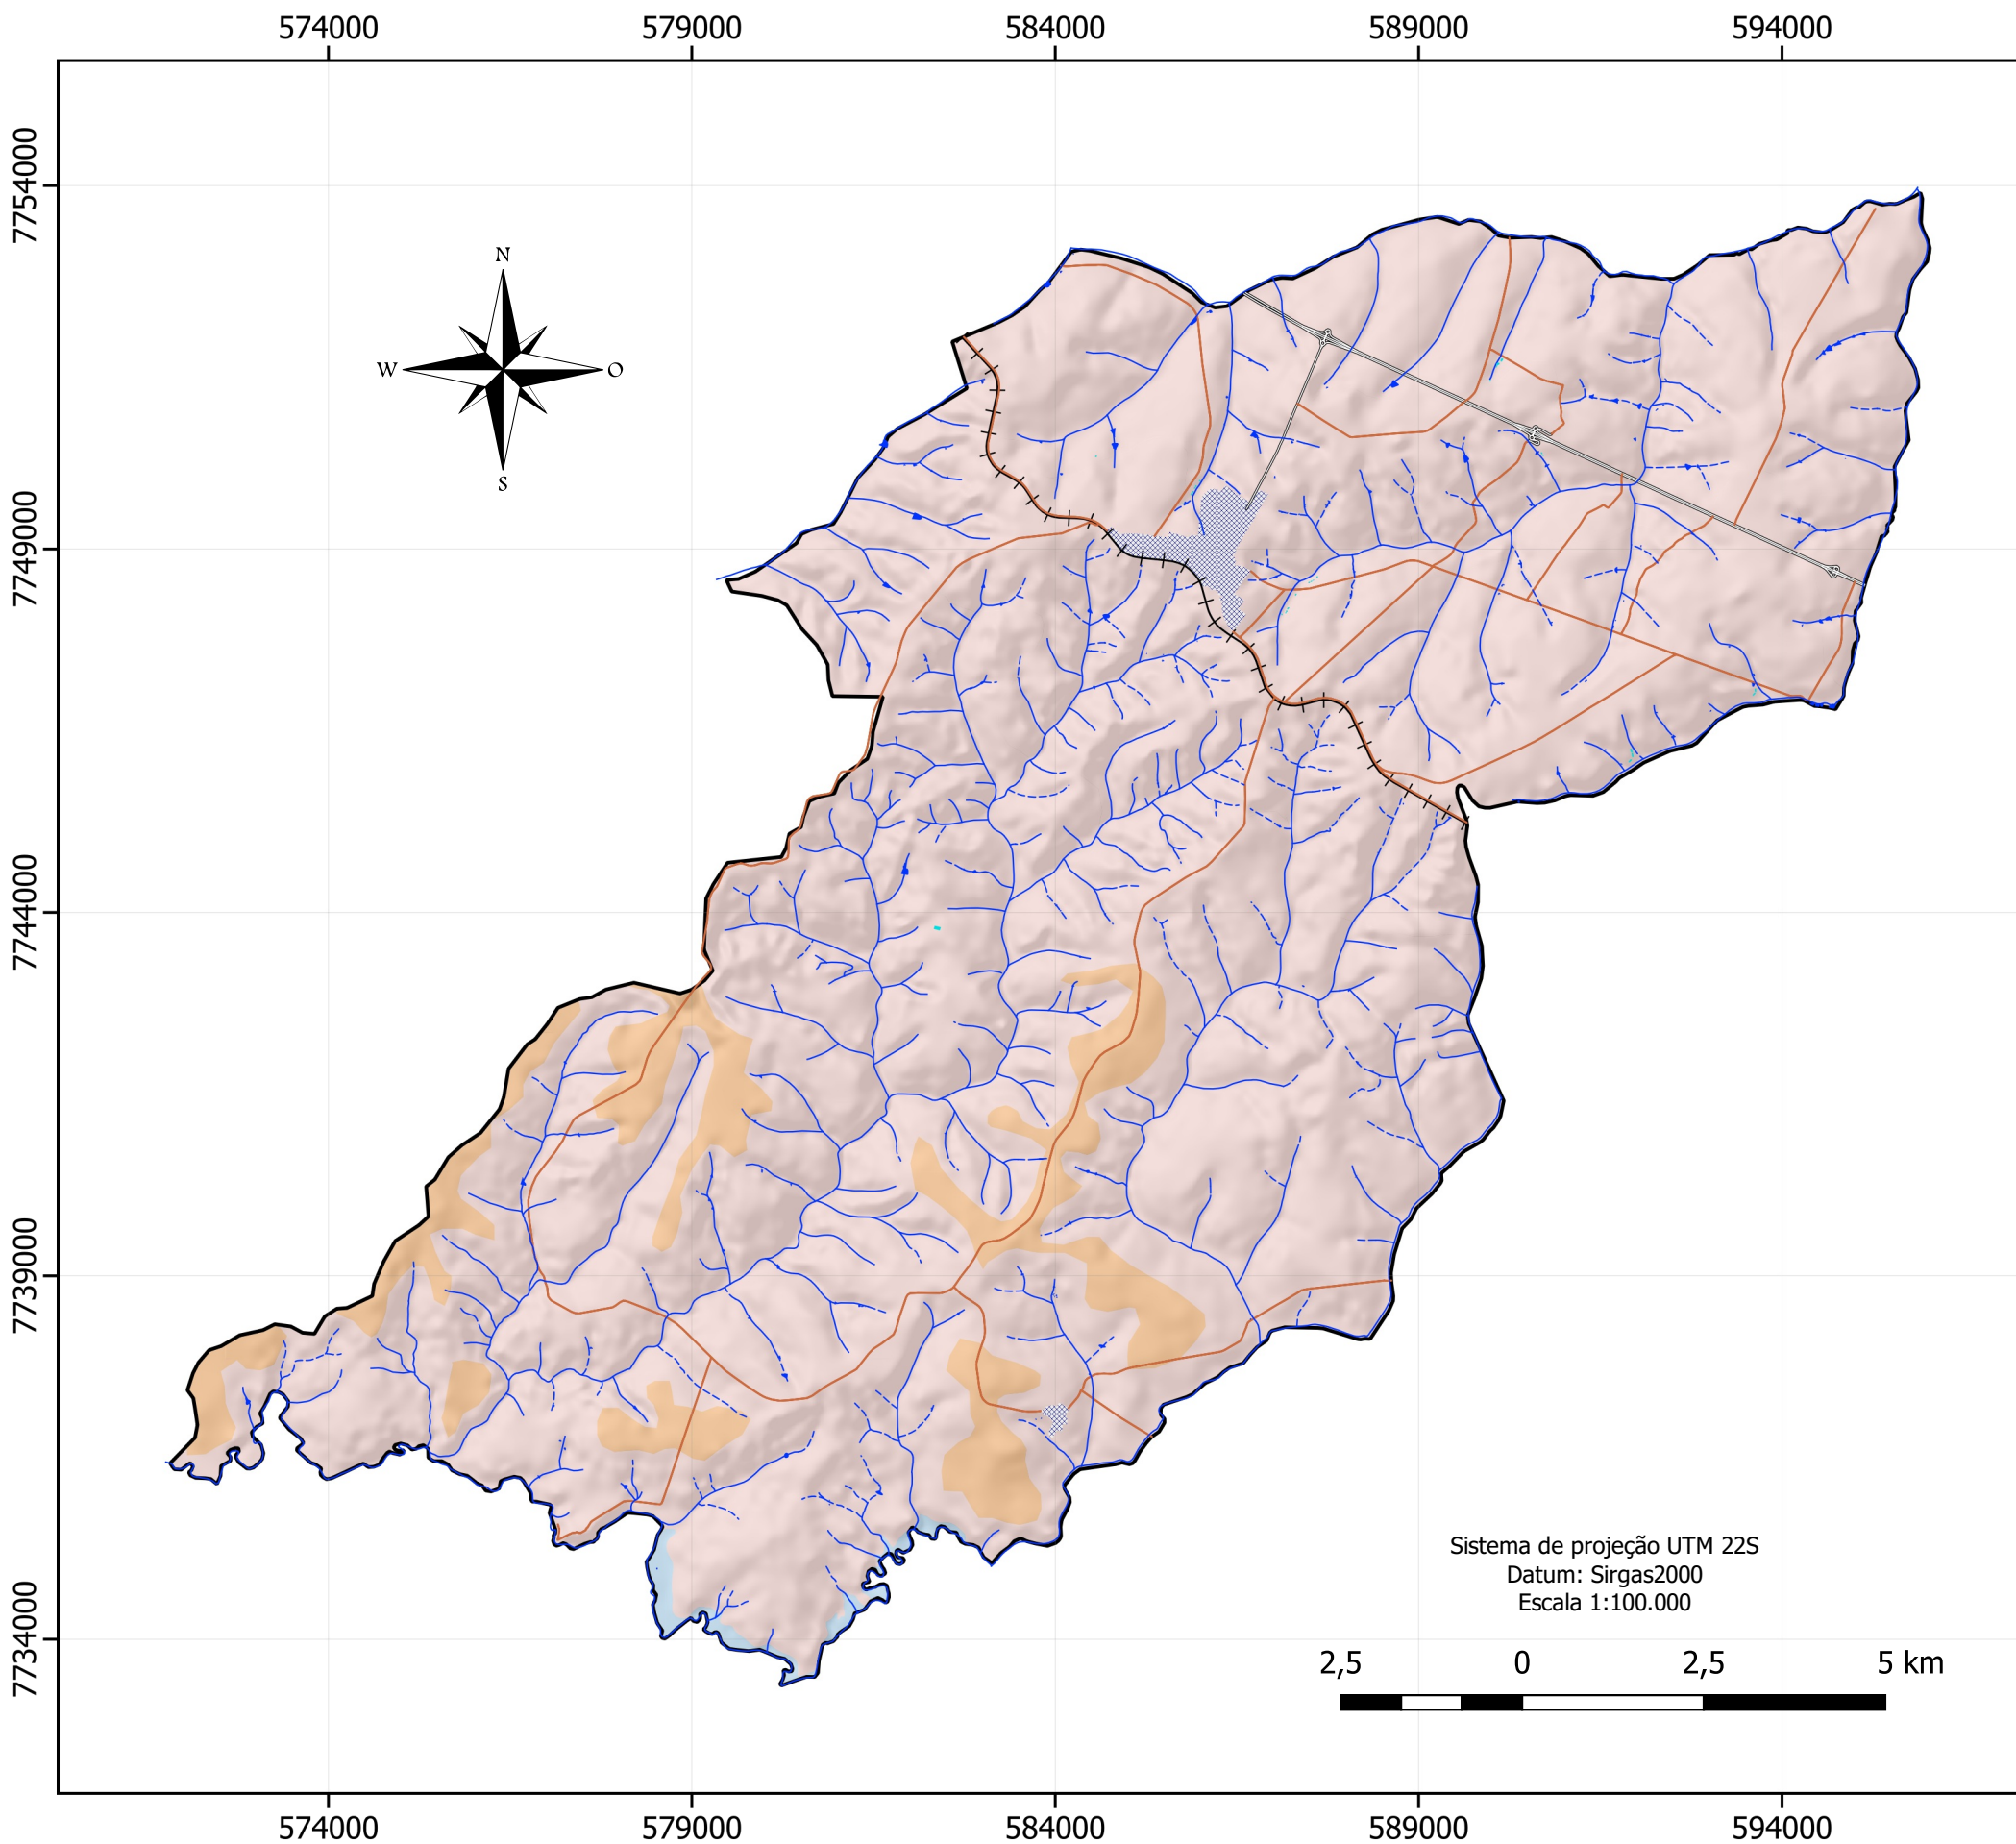 574000 579000 584000 589000 594000
7754000
N
W O
S
7749000
7744000
7739000
Sistema de projeção UTM 22S
Datum: Sirgas2000
Escala 1:100.000
7734000
2,5 0 2,5 5 km
574000 579000 584000 589000 594000